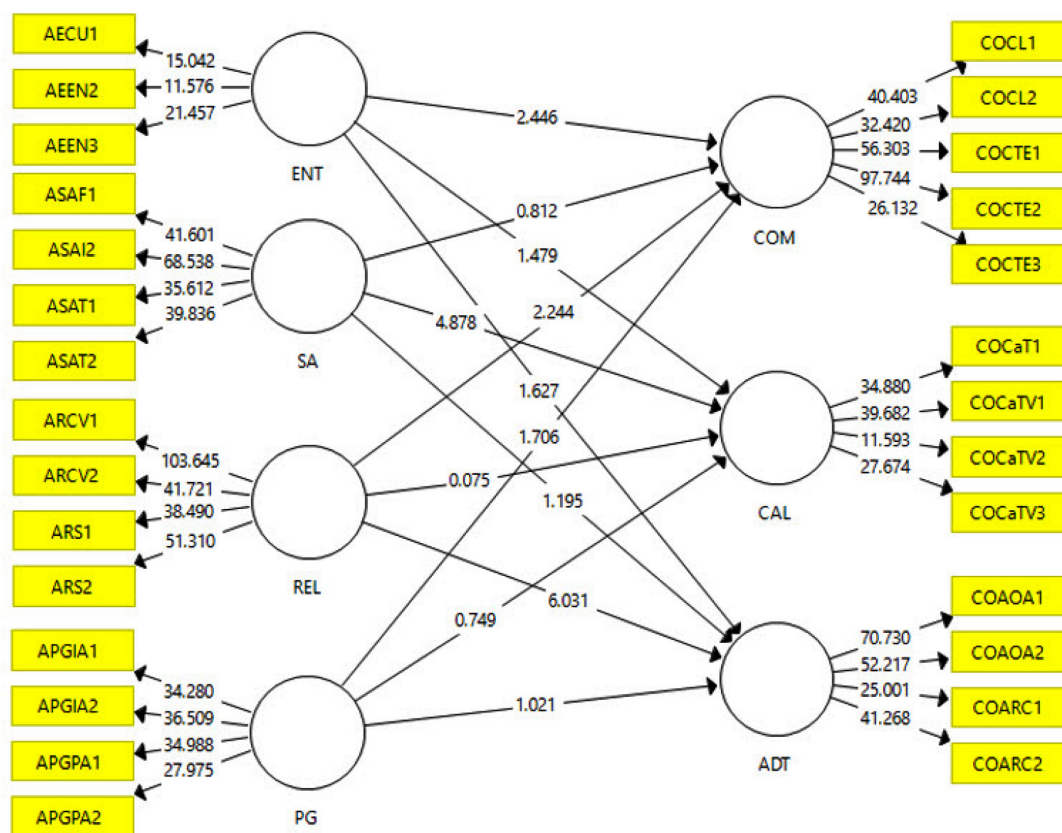 AECU1
AEEN2
AEEN3
15.042
11.576
21.457
ENT
ASAF1
ASAI2
ASAT1
ASAT2
41.601
68.538
35.612
39.836
SA
ARCV1
ARCV2
ARS1
ARS2
103.645
41.721
38.490
51.310
REL
APGIA1
APGIA2
APGPA1
APGPA2
34.280
36.509
34.988
27.975
PG
2.446
0.812
1.479
2.244
4.878
1.627
1.706
0.075
1.195
6.031
0.749
1.021
COM
40.403
32.420
56.303
97.744
26.132
COCL1
COCL2
COCTE1
COCTE2
COCTE3
CAL
34.880
39.682
11.593
27.674
COCaT1
COCaTV1
COCaTV2
COCaTV3
ADT
70.730
52.217
25.001
41.268
COAOA1
COAOA2
COARC1
COARC2